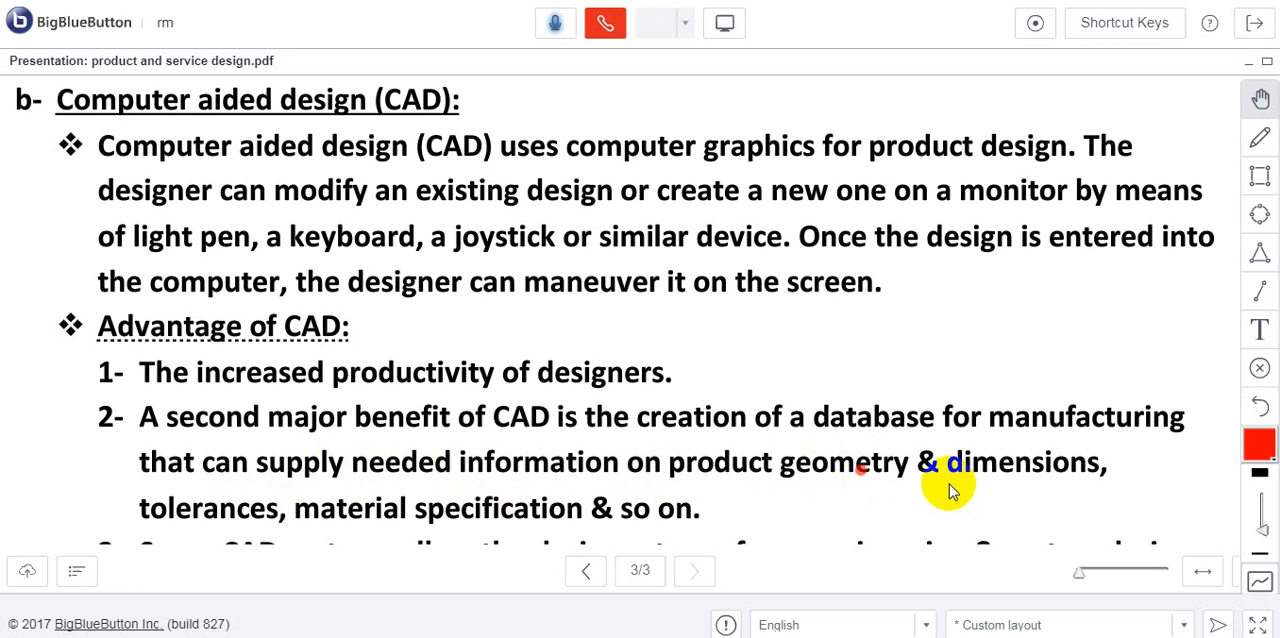 BigBlueButton rm
Shortcut Keys
Presentation: product and service design.pdf
b- Computer aided design (CAD):
❖ Computer aided design (CAD) uses computer graphics for product design. The
designer can modify an existing design or create a new one on a monitor by means
of light pen, a keyboard, a joystick or similar device. Once the design is entered into
the computer, the designer can maneuver it on the screen.
❖ Advantage of CAD:
1- The increased productivity of designers.
2- A second major benefit of CAD is the creation of a database for manufacturing
that can supply needed information on product geometry & dimensions,
tolerances, material specification & so on.
3/3
© 2017 BigBlueButton Inc. (build 827)
English
* Custom layout